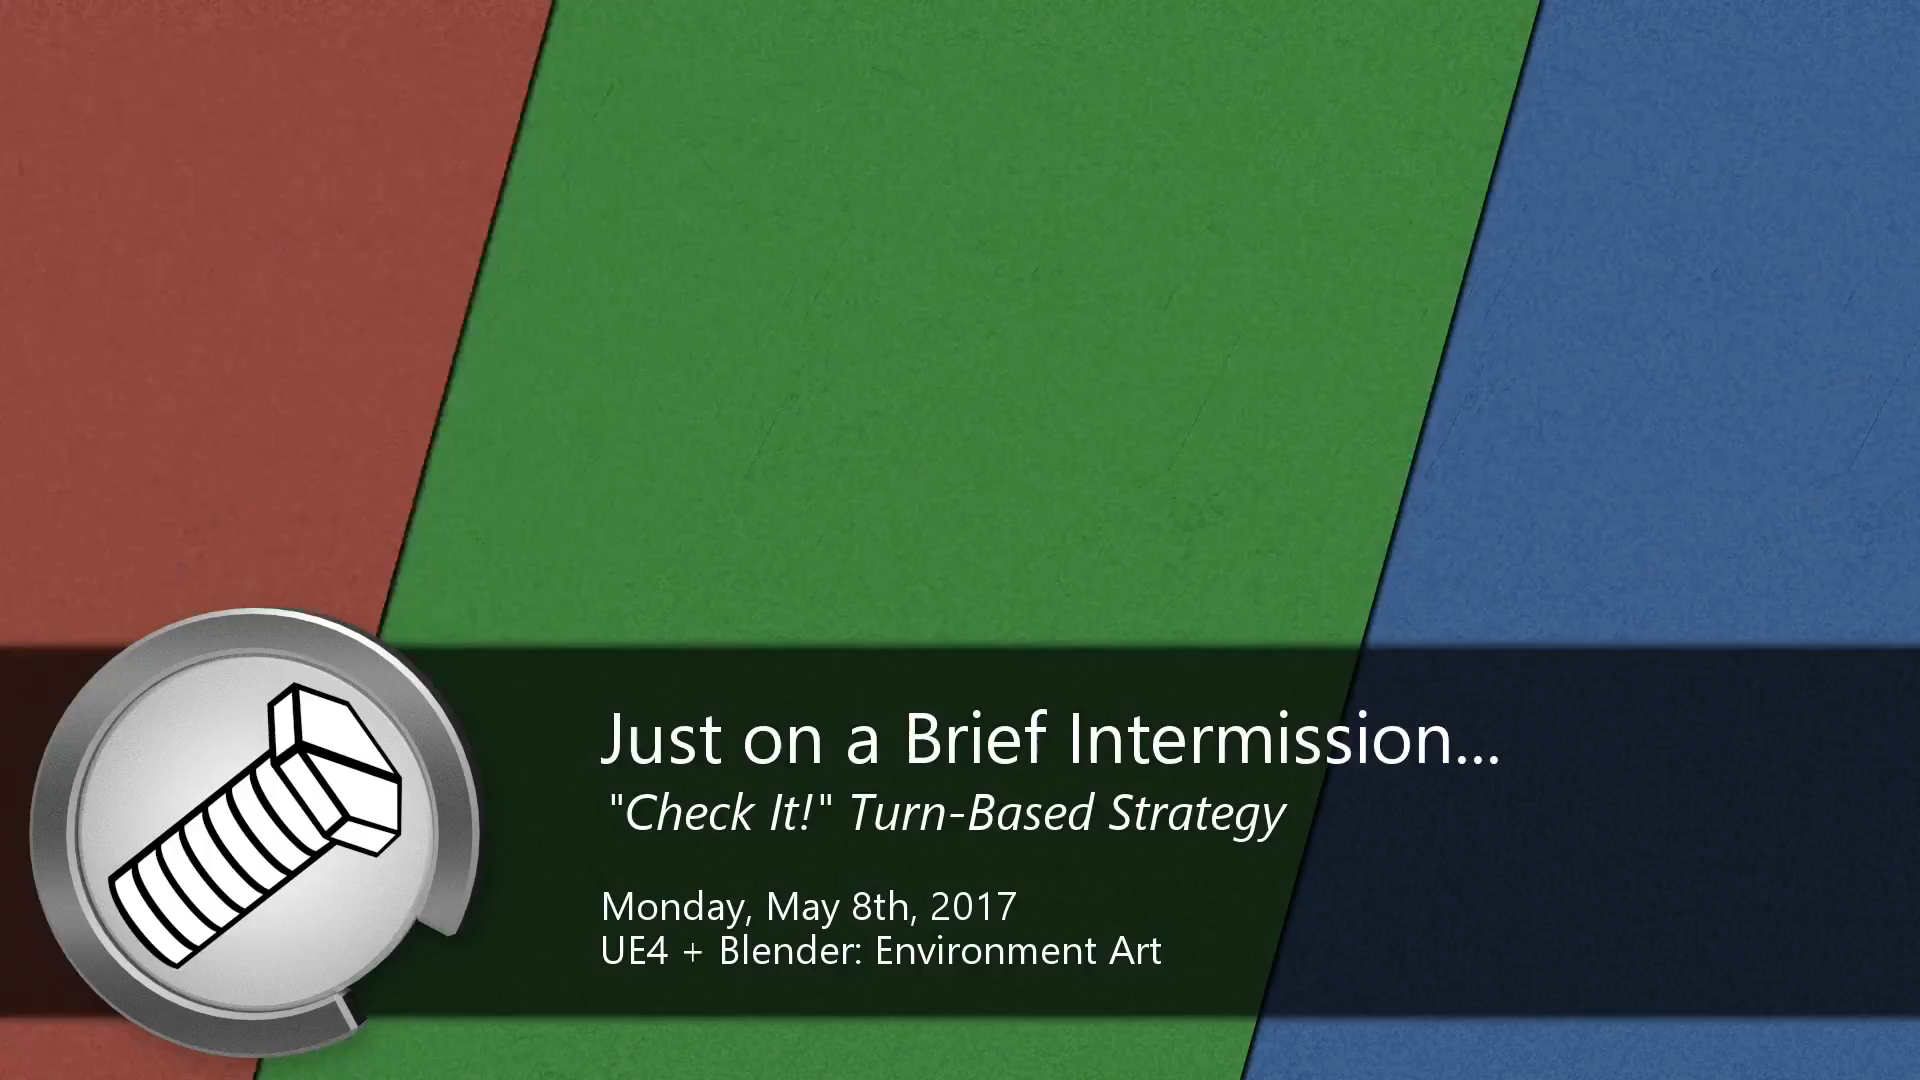 Just on a Brief Intermission...
"Check It!" Turn-Based Strategy
Monday, May 8th, 2017
UE4 + Blender: Environment Art